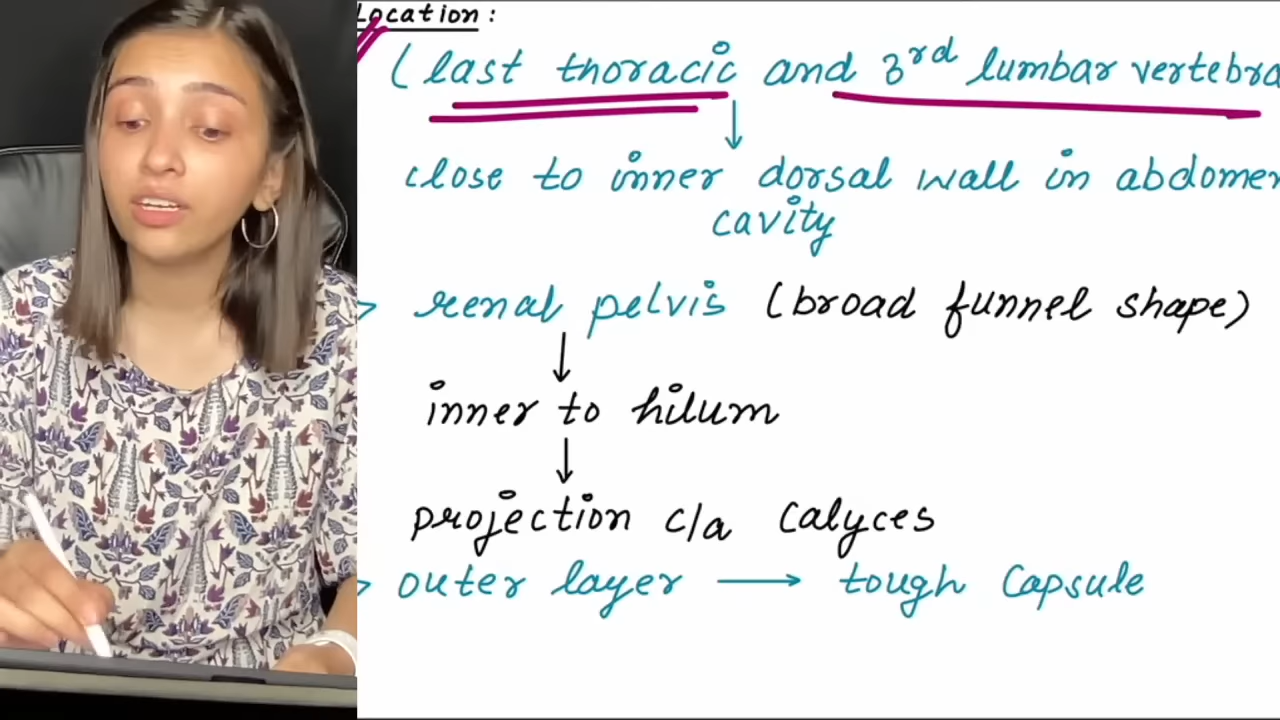 Location :
( last thoracic and 3rd lumbar vertebra
close to inner dorsal wall in abdomen
cavity
renal pelvis (broad funnel shape)
inner to hilum
projection c/a calyces
outer layer → tough capsule